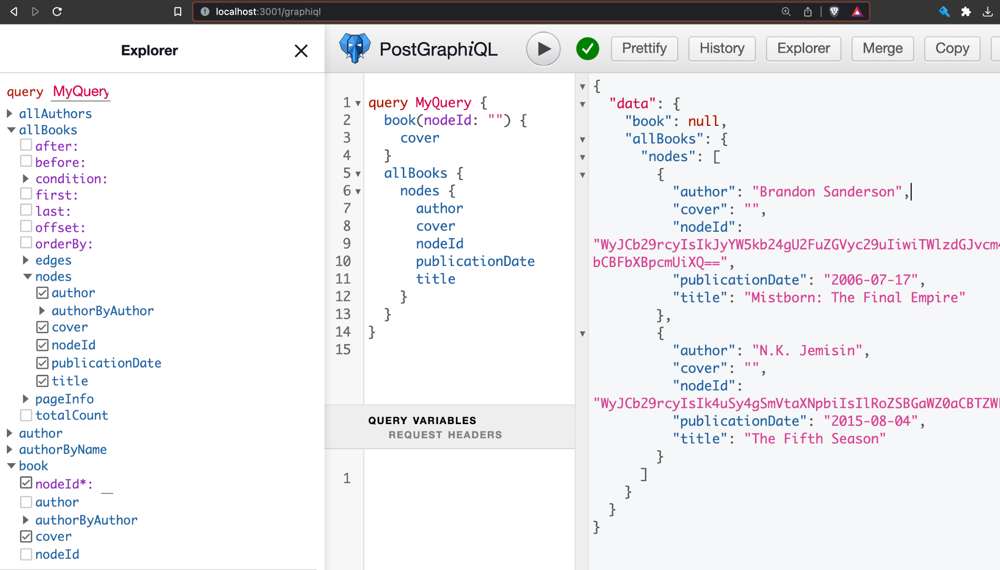 localhost:3001/graphiql
Explorer
PostGraphiQL
Prettify
History
Explorer
Merge
Copy
query MyQuery
allAuthors
allBooks
after:
before:
condition:
first:
last:
offset:
orderBy:
edges
nodes
author
authorByAuthor
cover
nodeId
publicationDate
title
pageInfo
totalCount
author
authorByName
book
nodeId*:
author
authorByAuthor
cover
nodeId
1 query MyQuery {
2 book(nodeId: "") {
3 cover
4 }
5 allBooks {
6 nodes {
7 author
8 cover
9 nodeId
10 publicationDate
11 title
12 }
13 }
14 }
15
QUERY VARIABLES
REQUEST HEADERS
1
{
"data": {
"book": null,
"allBooks": {
"nodes": [
{
"author": "Brandon Sanderson",
"cover": "",
"nodeId":
"WyJCb29rcyIsIkJyYW5kb24gU2FuZGVyc29uIiwiTWlzdGJvcm4
bCBFbXBpcmUiXQ==",
"publicationDate": "2006-07-17",
"title": "Mistborn: The Final Empire"
},
{
"author": "N.K. Jemisin",
"cover": "",
"nodeId":
"WyJCb29rcyIsIk4uSy4gSmVtaXNpbiIsIlRoZSBGaWZ0aCBTZW
"publicationDate": "2015-08-04",
"title": "The Fifth Season"
}
]
}
}
}